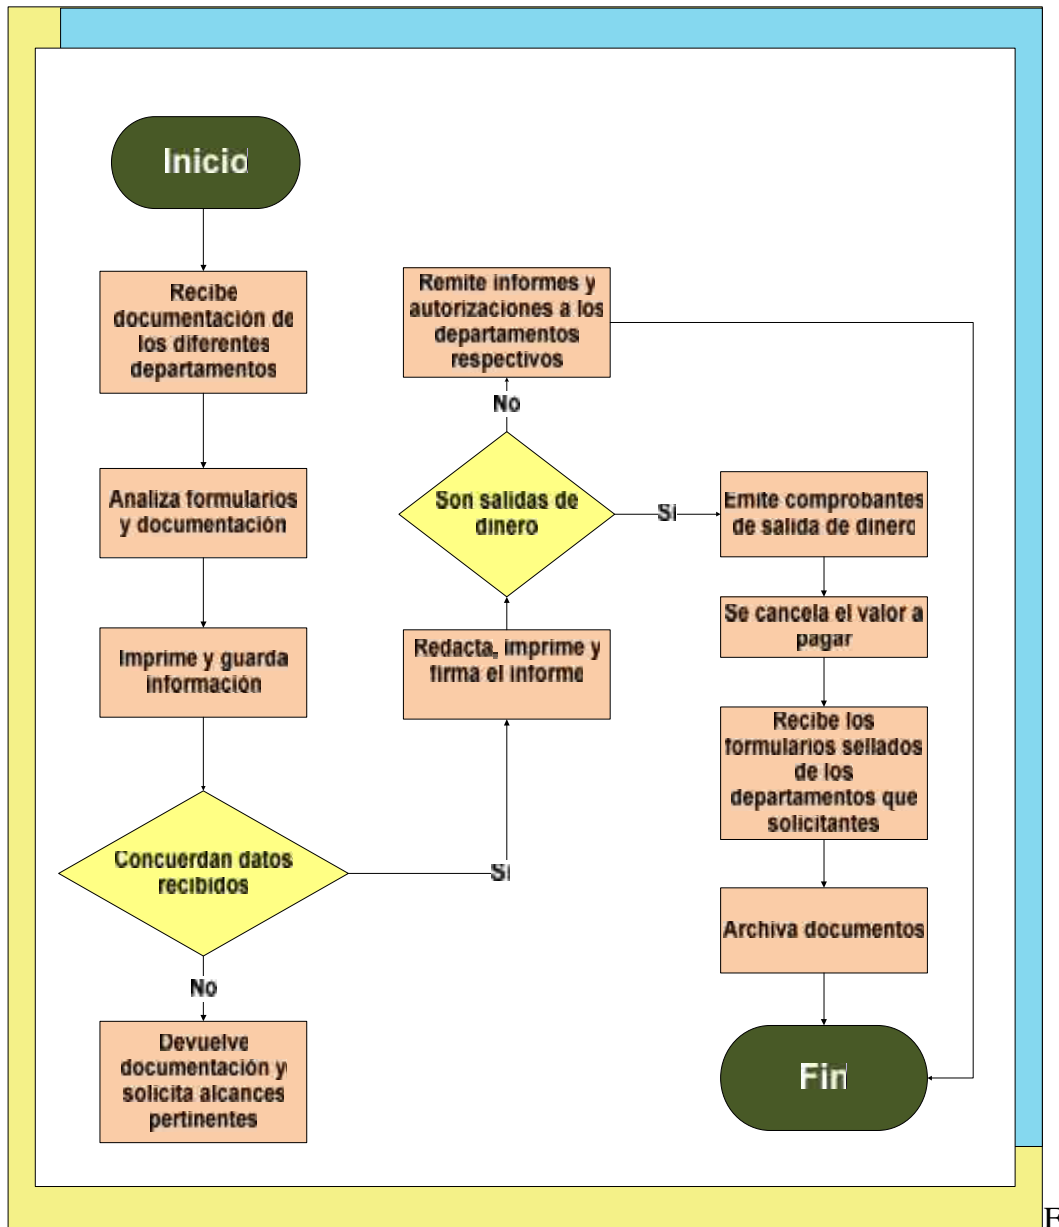 Inicio
Recibe
documentación de
los diferentes
departamentos
Analiza formularios
y documentación
Imprime y guarda
información
Concuerdan datos
recibidos
No
Devuelve
documentación y
solicita alcances
pertinentes
Si
Redacta, imprime y
firma el informe
Son salidas de
dinero
No
Remite informes y
autorizaciones a los
departamentos
respectivos
Si
Emite comprobantes
de salida de dinero
Se cancela el valor a
pagar
Recibe los
formularios sellados
de los
departamentos que
solicitantes
Archiva documentos
Fin